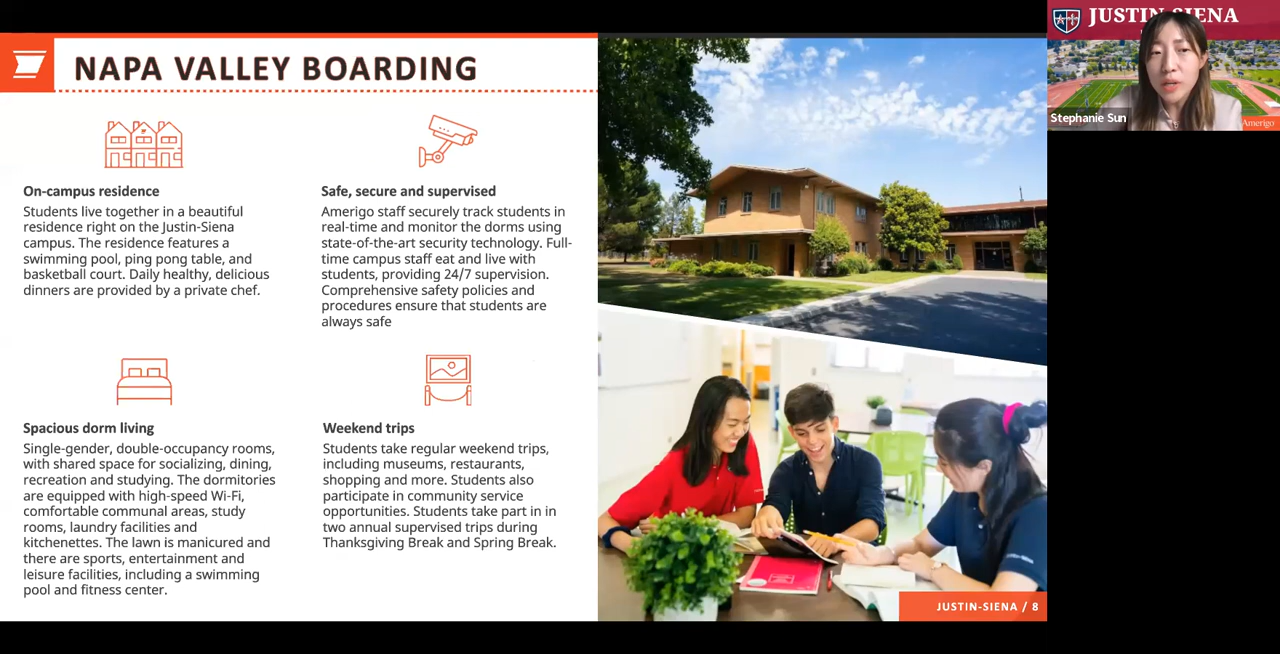 NAPA VALLEY BOARDING
On-campus residence
Students live together in a beautiful
residence right on the Justin-Siena
campus. The residence features a
swimming pool, ping pong table, and
basketball court. Daily healthy, delicious
dinners are provided by a private chef.
Safe, secure and supervised
Amerigo staff securely track students in
real-time and monitor the dorms using
state-of-the-art security technology. Full-
time campus staff eat and live with
students, providing 24/7 supervision.
Comprehensive safety policies and
procedures ensure that students are
always safe
Spacious dorm living
Single-gender, double-occupancy rooms,
with shared space for socializing, dining,
recreation and studying. The dormitories
are equipped with high-speed Wi-Fi,
comfortable communal areas, study
rooms, laundry facilities and
kitchenettes. The lawn is manicured and
there are sports, entertainment and
leisure facilities, including a swimming
pool and fitness center.
Weekend trips
Students take regular weekend trips,
including museums, restaurants,
shopping and more. Students also
participate in community service
opportunities. Students take part in in
two annual supervised trips during
Thanksgiving Break and Spring Break.
JUSTIN-SIENA / 8
JUSTIN-SIENA
Stephanie Sun
Amerigo